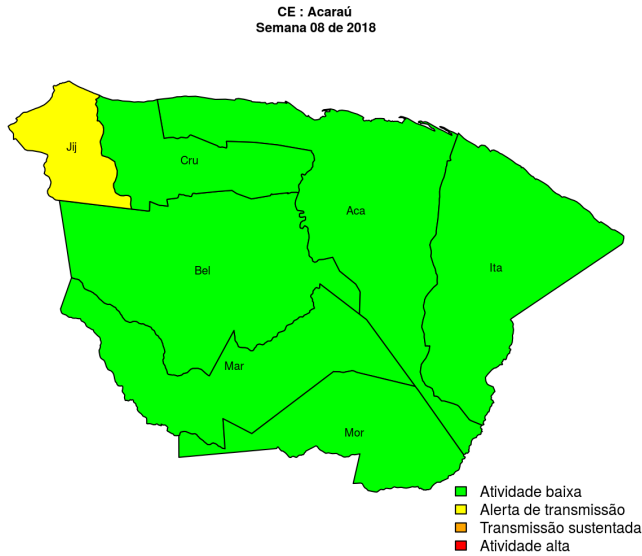 CE : Acaraú
Semana 08 de 2018
Jij
Cru
Aca
Bel
Ita
Mar
Mor
Atividade baixa
Alerta de transmissão
Transmissão sustentada
Atividade alta